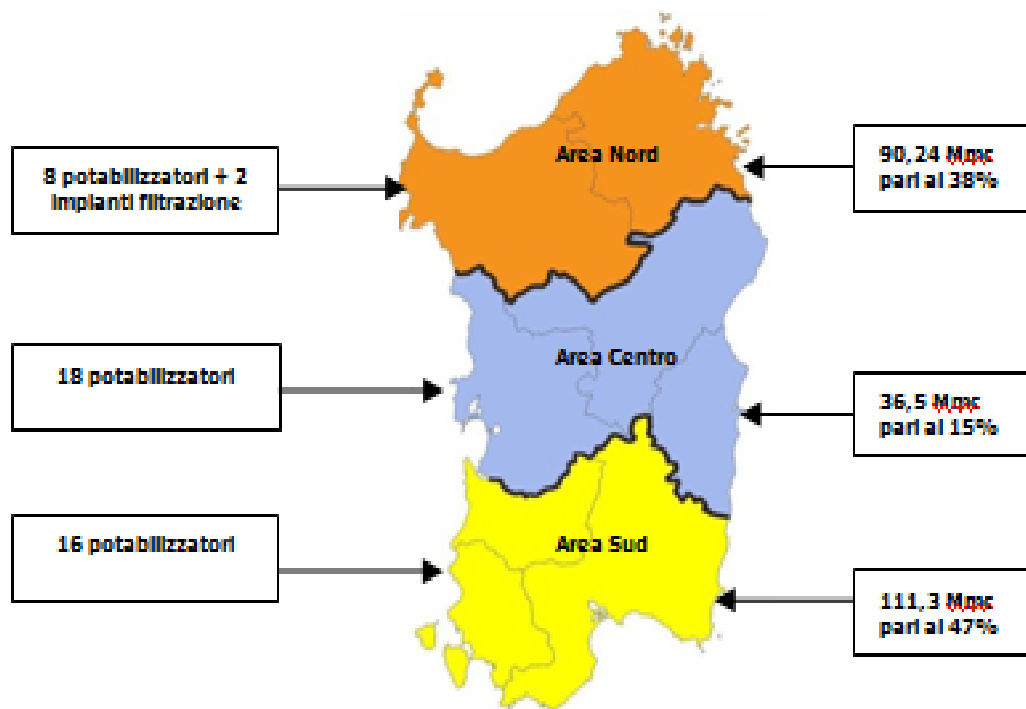 Area Nord
8 potabilizzatori + 2
impianti filtrazione
90,24 Mmc
pari al 38%
Area Centro
18 potabilizzatori
36,5 Mmc
pari al 15%
Area Sud
16 potabilizzatori
111,3 Mmc
pari al 47%